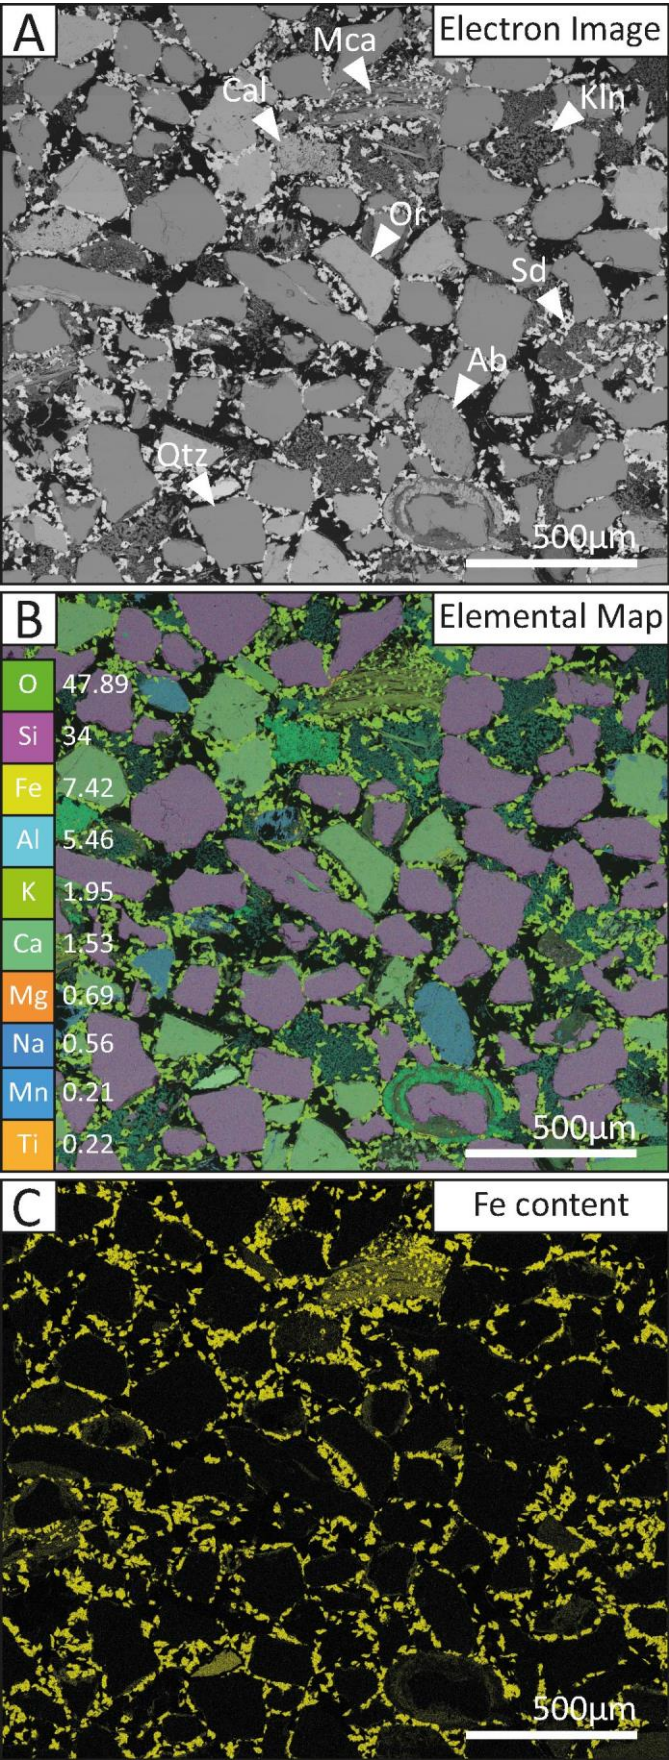 A
Electron Image
Mca
Cal
Kln
Or
Sd
Ab
Qtz
500µm
B
Elemental Map
O 47.89
Si 34
Fe 7.42
Al 5.46
K 1.95
Ca 1.53
Mg 0.69
Na 0.56
Mn 0.21
Ti 0.22
500µm
C
Fe content
500µm